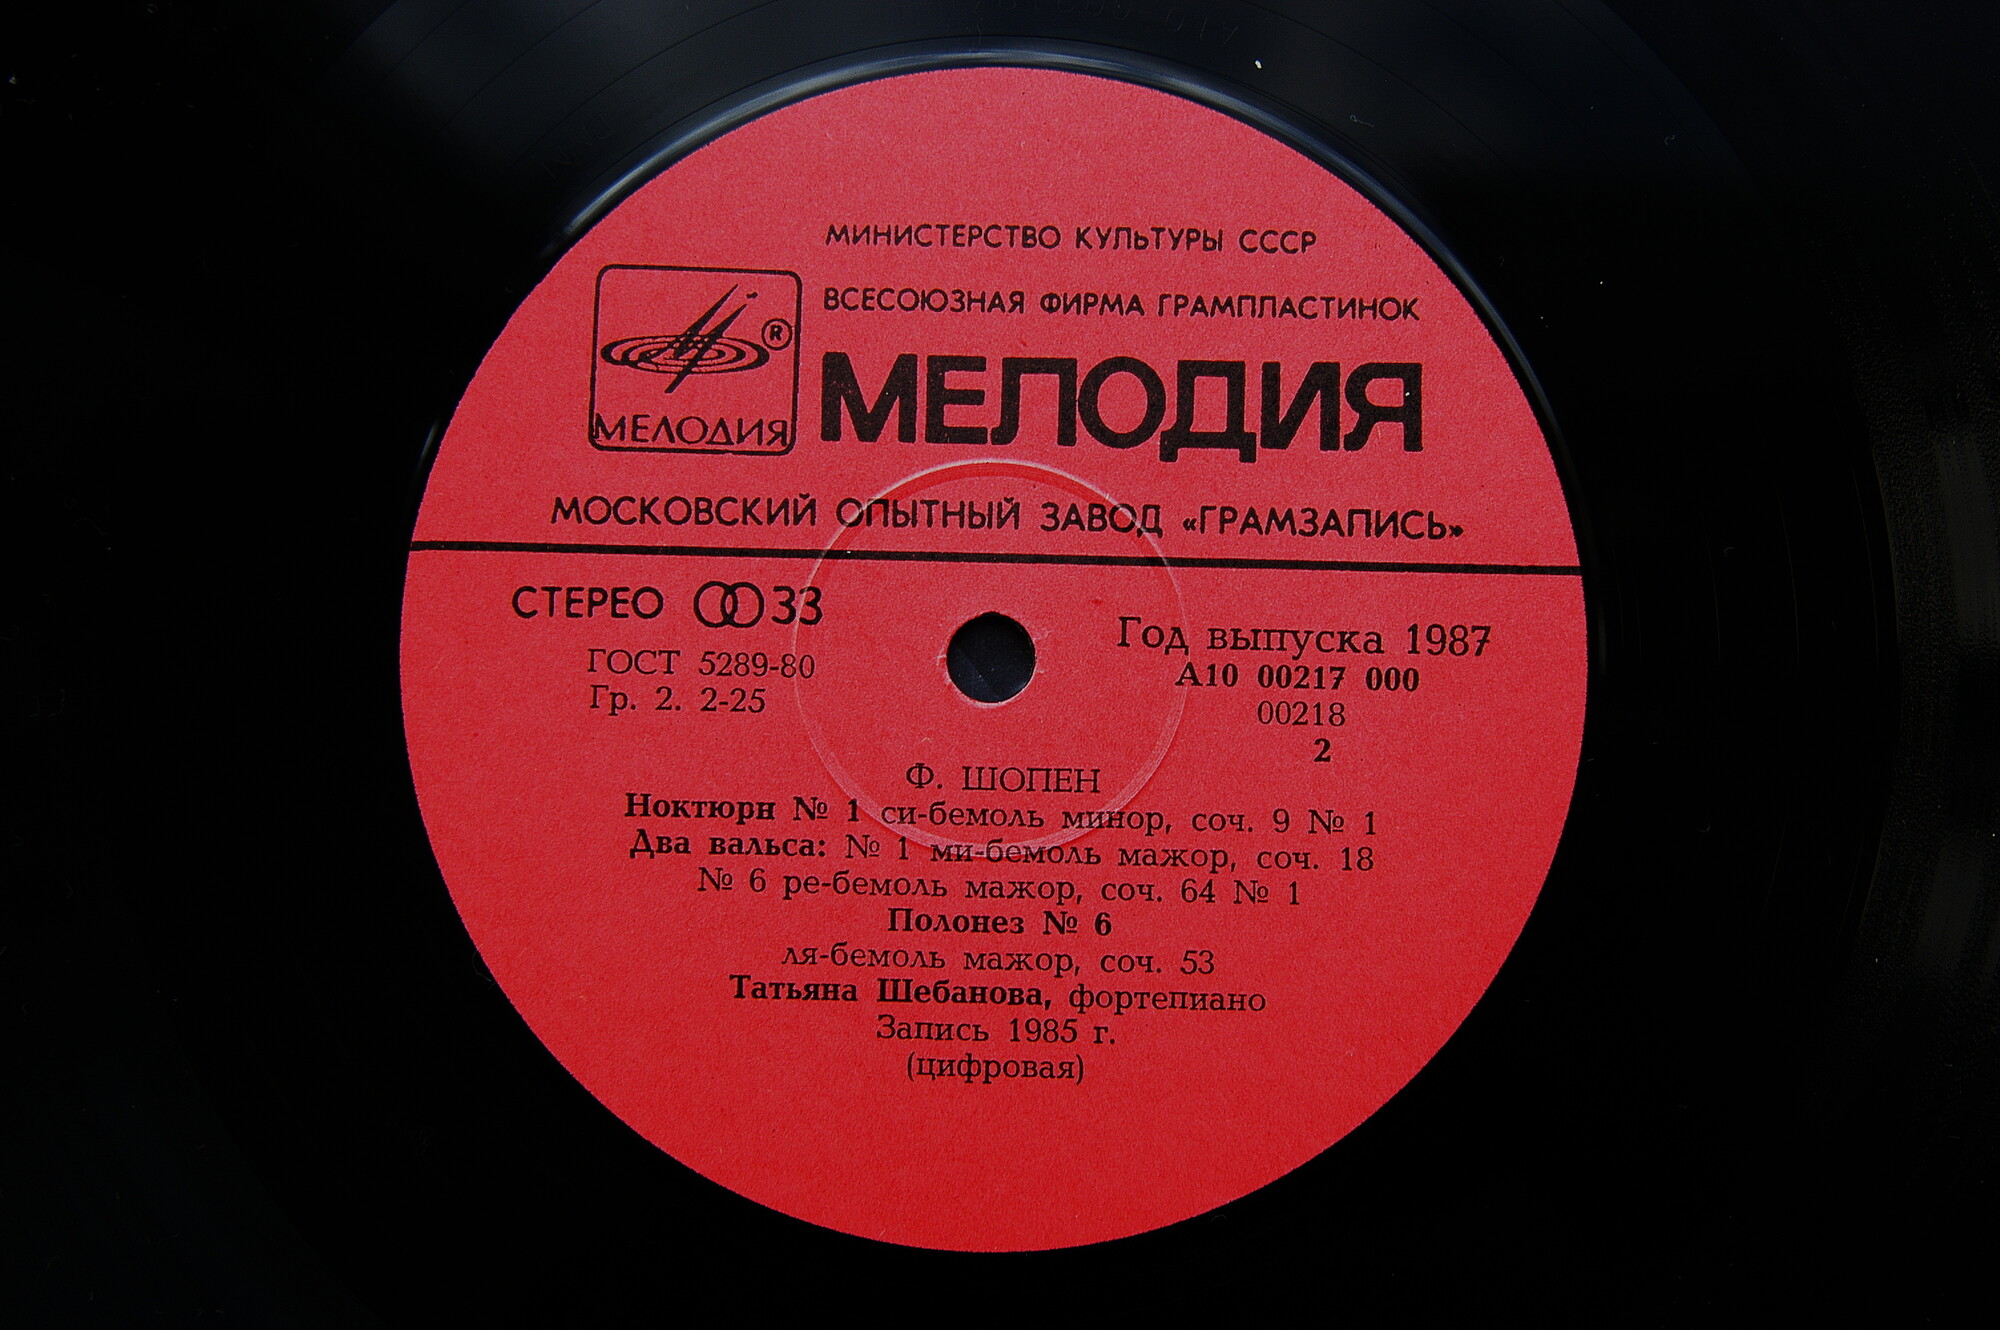 МИНИСТЕРСТВО КУЛЬТУРЫ СССР
ВСЕСОЮЗНАЯ ФИРМА ГРАМПЛАСТИНОК
®
МЕЛОДИЯ
МЕЛОДИЯ
МОСКОВСКИЙ ОПЫТНЫЙ ЗАВОД «ГРАМЗАПИСЬ»
СТЕРЕО 33
ГОСТ 5289-80
Гр. 2. 2-25
Год выпуска 1987
А10 00217 000
00218
2
Ф. ШОПЕН
Ноктюрн № 1 си-бемоль минор, соч. 9 № 1
Два вальса: № 1 ми-бемоль мажор, соч. 18
№ 6 ре-бемоль мажор, соч. 64 № 1
Полонез № 6
ля-бемоль мажор, соч. 53
Татьяна Шебанова, фортепиано
Запись 1985 г.
(цифровая)